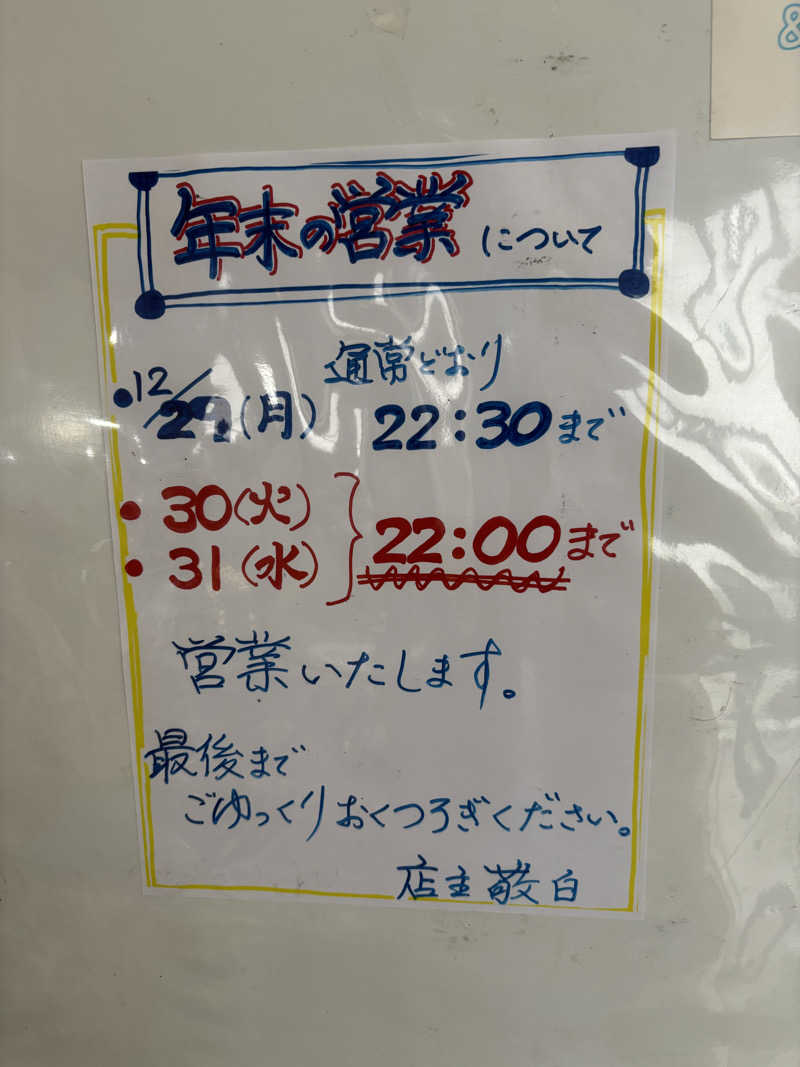 8
年末の営業について
通常どおり
•12/29(月) 22:30まで
•30(火)
•31(水) } 22:00まで
営業いたします。
最後まで
ごゆっくりおくつろぎください。
店主敬白